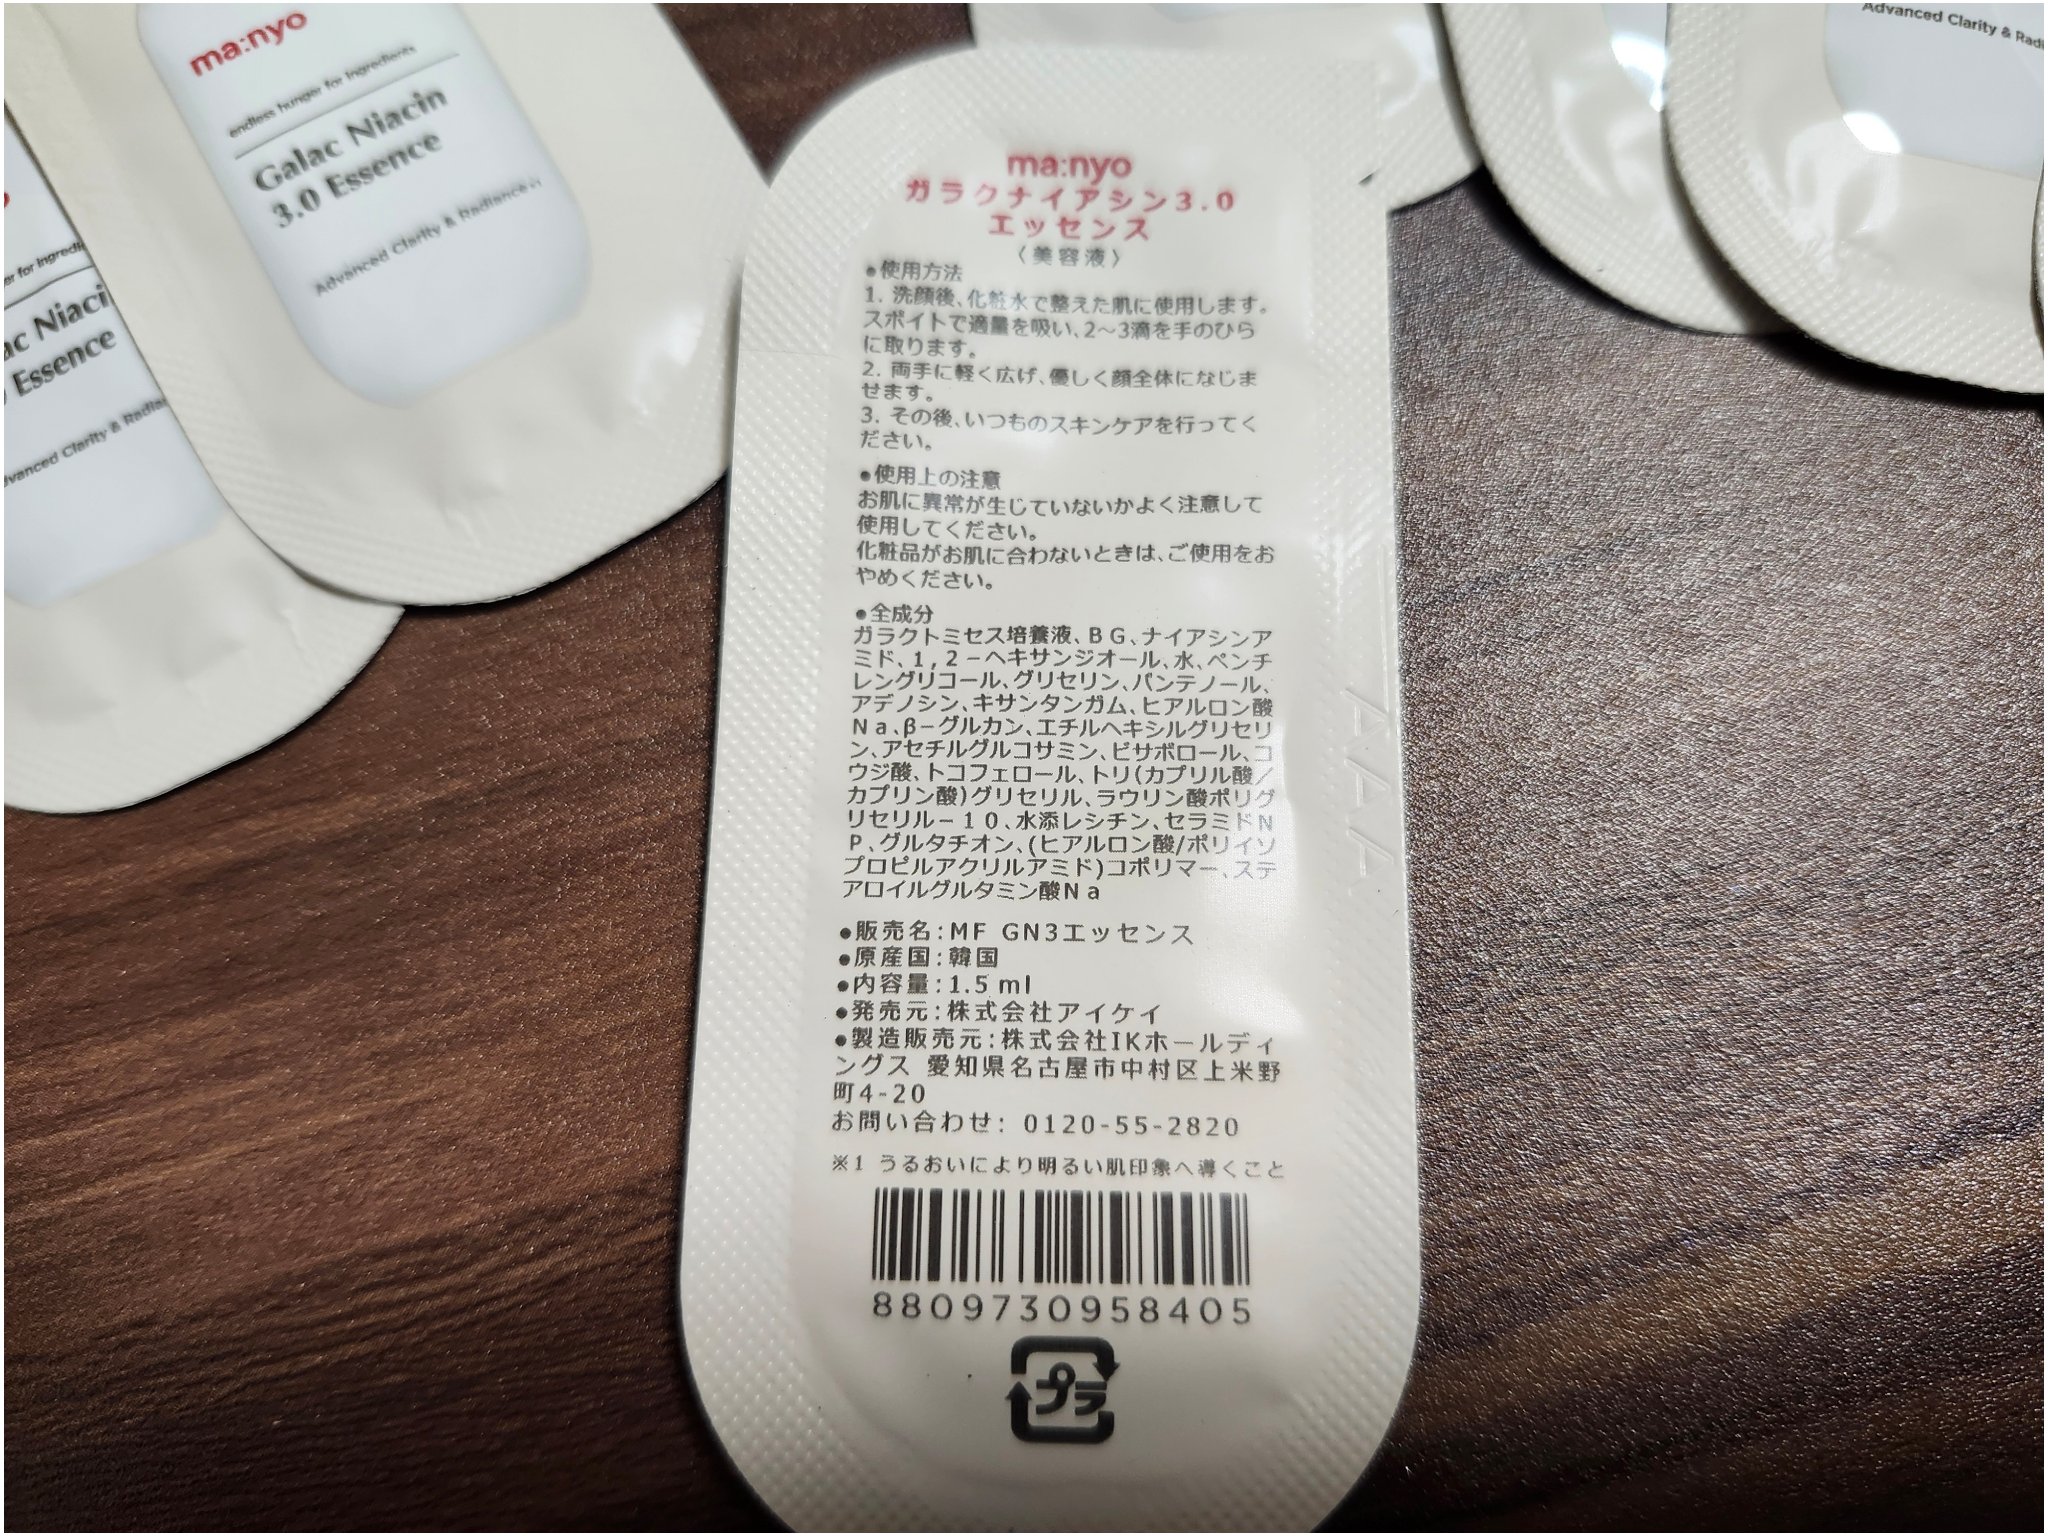 ma:nyo
endless hunger for Ingredients
Galac Niacin
3.0 Essence
Advanced Clarity & Radiance
er for Ingredi
ac Niaci
Essence
vanced Clarity & Radia
Advanced Clarity & Radi
ma:nyo
ガラクナイアシン3.0
エッセンス
〈美容液〉
●使用方法
1. 洗顔後、化粧水で整えた肌に使用します。
スポイトで適量を吸い、2～3滴を手のひら
に取ります。
2. 両手に軽く広げ、優しく顔全体になじま
せます。
3. その後、いつものスキンケアを行ってく
ださい。
●使用上の注意
お肌に異常が生じていないかよく注意して
使用してください。
化粧品がお肌に合わないときは、ご使用をお
やめください。
●全成分
ガラクトミセス培養液、BG、ナイアシンア
ミド、1,2－ヘキサンジオール、水、ペンチ
レングリコール、グリセリン、パンテノール、
アデノシン、キサンタンガム、ヒアルロン酸
Na、β－グルカン、エチルヘキシルグリセリ
ン、アセチルグルコサミン、ビサボロール、コ
ウジ酸、トコフェロール、トリ(カプリル酸／
カプリン酸)グリセリル、ラウリン酸ポリグ
リセリル－10、水添レシチン、セラミドN
P、グルタチオン、(ヒアルロン酸/ポリイソ
プロピルアクリルアミド)コポリマー、ステ
アロイルグルタミン酸Na
●販売名:MF GN3エッセンス
●原産国:韓国
●内容量:1.5 ml
●発売元:株式会社アイケイ
●製造販売元:株式会社IKホールディ
ングス 愛知県名古屋市中村区上米野
町4-20
お問い合わせ: 0120-55-2820
※1 うるおいにより明るい肌印象へ導くこと
8809730958405
プラ